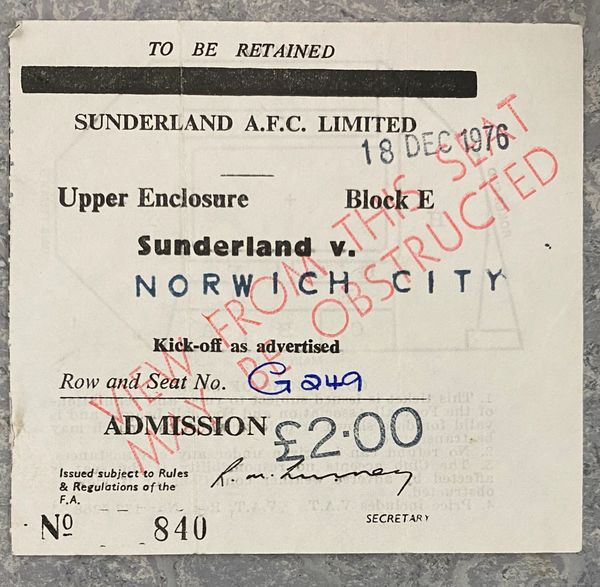 TO BE RETAINED
SUNDERLAND A.F.C. LIMITED
18 DEC 1976
Upper Enclosure Block E
Sunderland v.
NORWICH CITY
VIEW FROM THIS SEAT
MAY BE OBSTRUCTED
Kick-off as advertised
Row and Seat No. G 249
ADMISSION £2.00
Issued subject to Rules
& Regulations of the
F.A.
SECRETARY
No 840